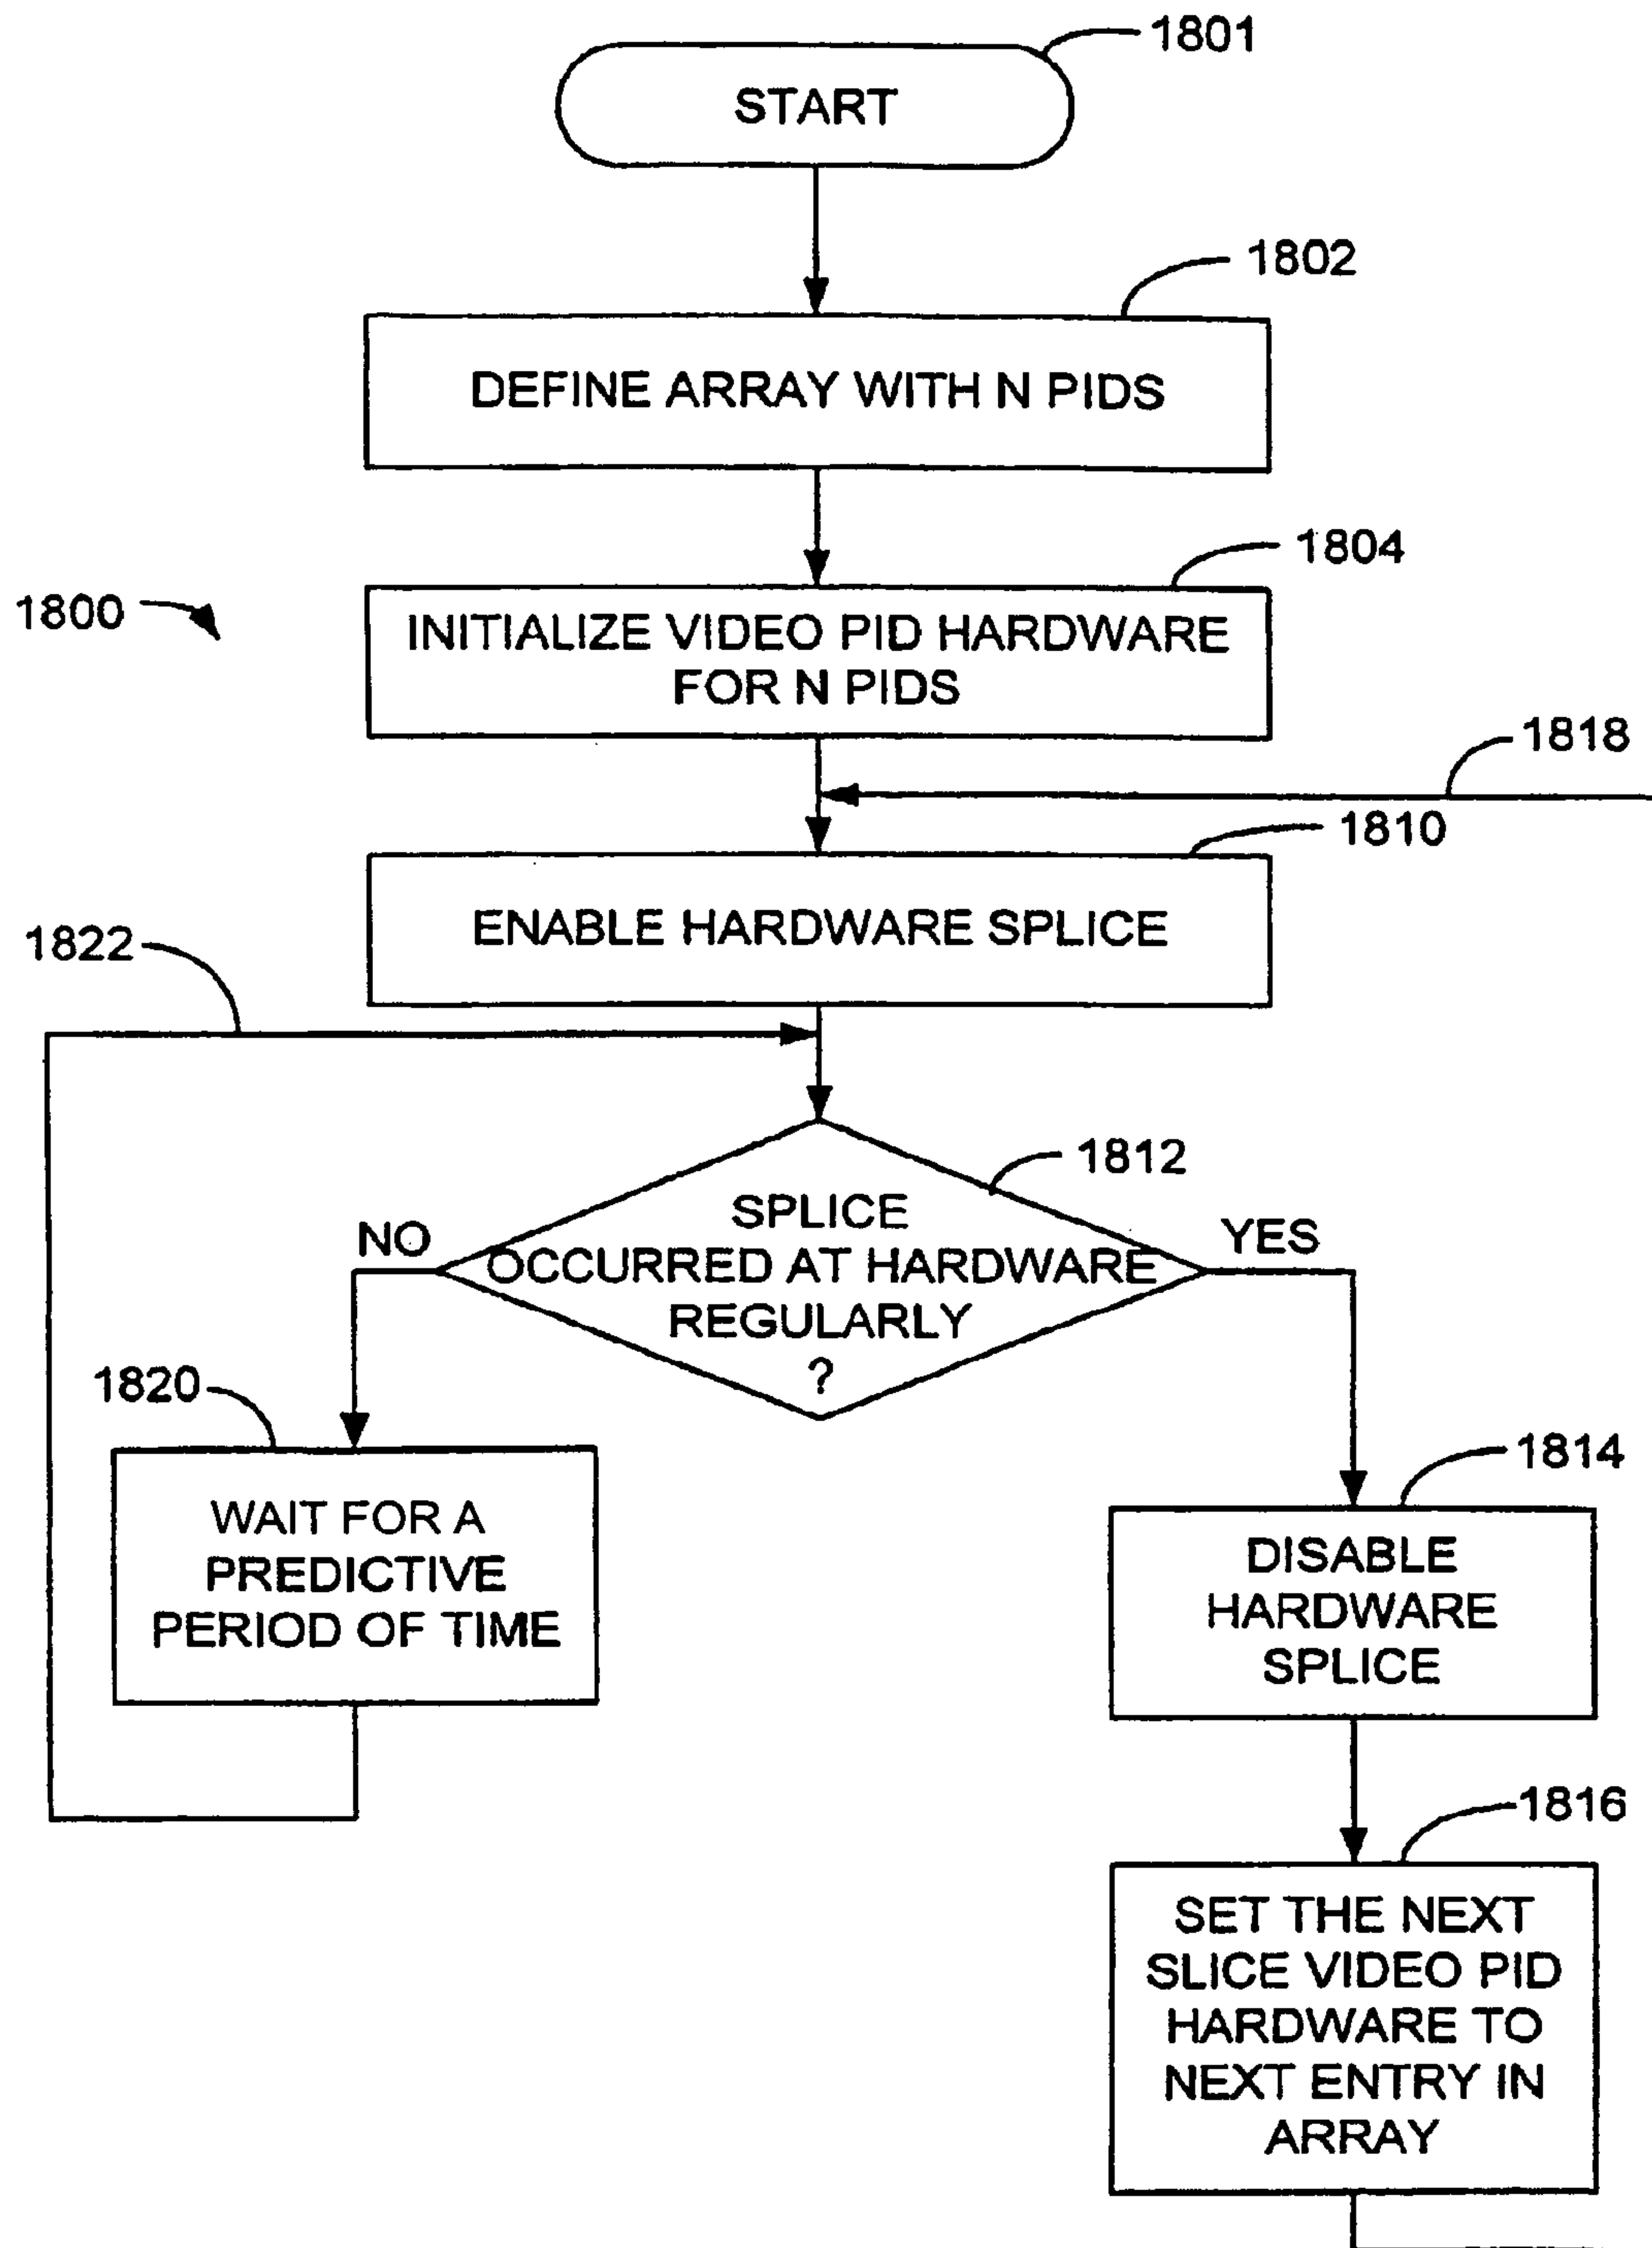 1801
START
1802
DEFINE ARRAY WITH N PIDS
1804
1800
INITIALIZE VIDEO PID HARDWARE
FOR N PIDS
1818
1810
ENABLE HARDWARE SPLICE
1822
1812
SPLICE
OCCURRED AT HARDWARE
REGULARLY
?
NO
YES
1820
WAIT FOR A
PREDICTIVE
PERIOD OF TIME
1814
DISABLE
HARDWARE
SPLICE
1816
SET THE NEXT
SLICE VIDEO PID
HARDWARE TO
NEXT ENTRY IN
ARRAY